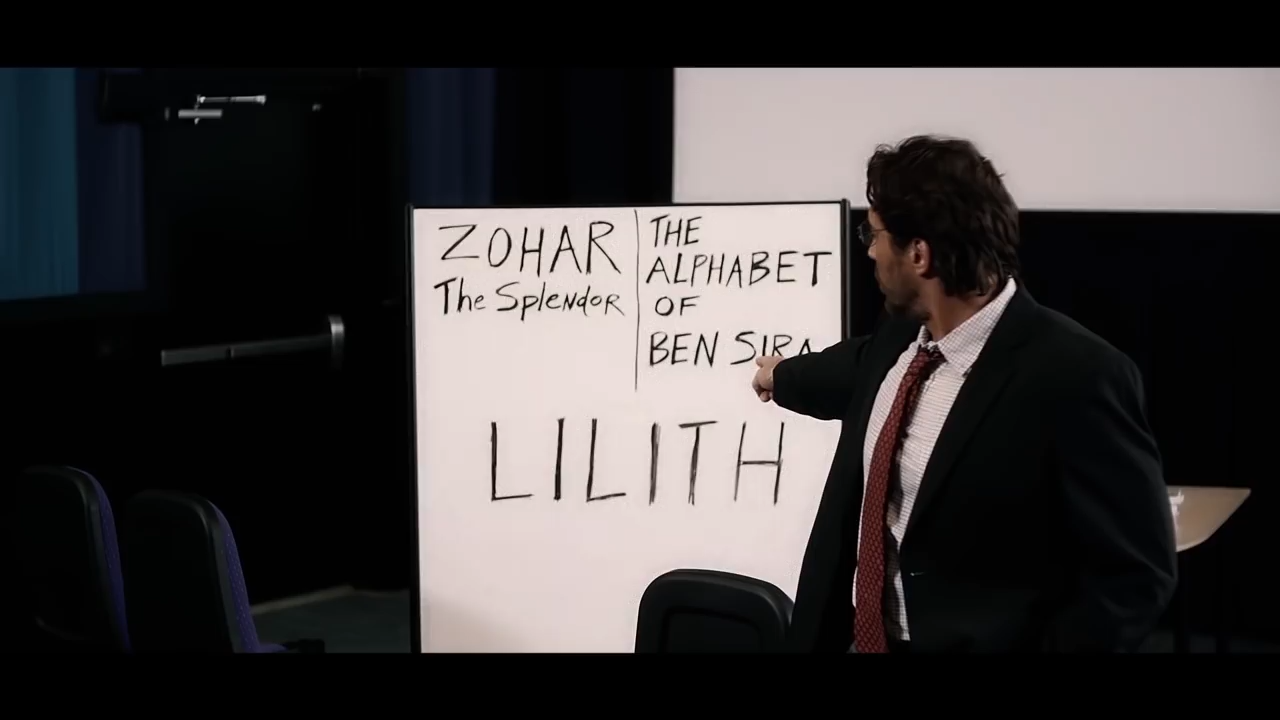 ZOHAR
The Splendor
THE
ALPHABET
OF
BEN SIRA
LILITH